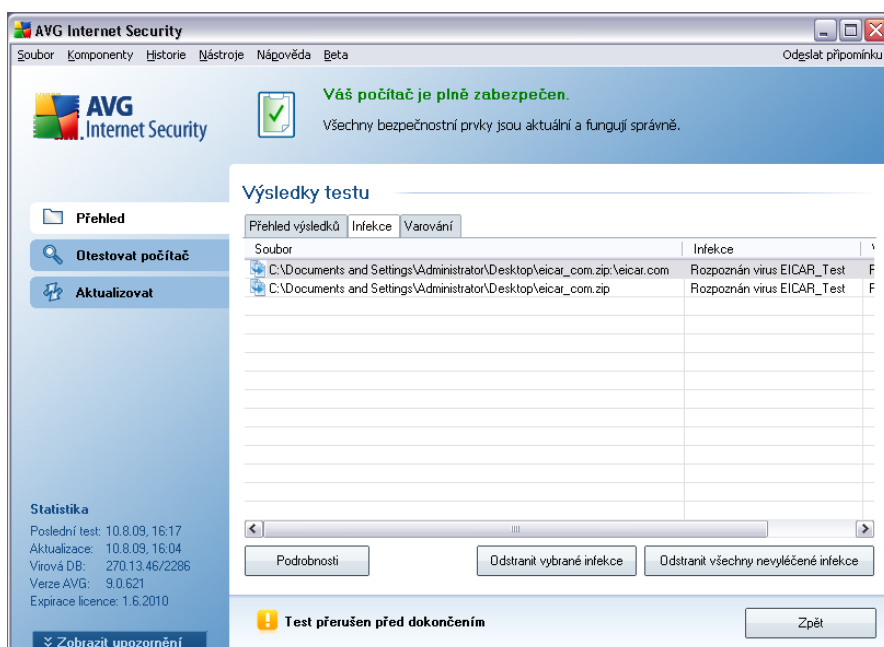 AVG Internet Security
Soubor Komponenty Historie Nástroje Nápověda Beta Odeslat připomínku
AVG
Internet Security
Váš počítač je plně zabezpečen.
Všechny bezpečnostní prvky jsou aktuální a fungují správně.
Přehled
Otestovat počítač
Aktualizovat
Výsledky testu
Přehled výsledků Infekce Varování
Soubor Infekce
C:\Documents and Settings\Administrator\Desktop\eicar_com.zip:\eicar.com Rozpoznán virus EICAR_Test
C:\Documents and Settings\Administrator\Desktop\eicar_com.zip Rozpoznán virus EICAR_Test
Podrobnosti Odstranit vybrané infekce Odstranit všechny nevyléčené infekce
Statistika
Poslední test: 10.8.09, 16:17
Aktualizace: 10.8.09, 16:04
Virová DB: 270.13.46/2286
Verze AVG: 9.0.621
Expirace licence: 1.6.2010
Zobrazit upozornění
Test přerušen před dokončením
Zpět